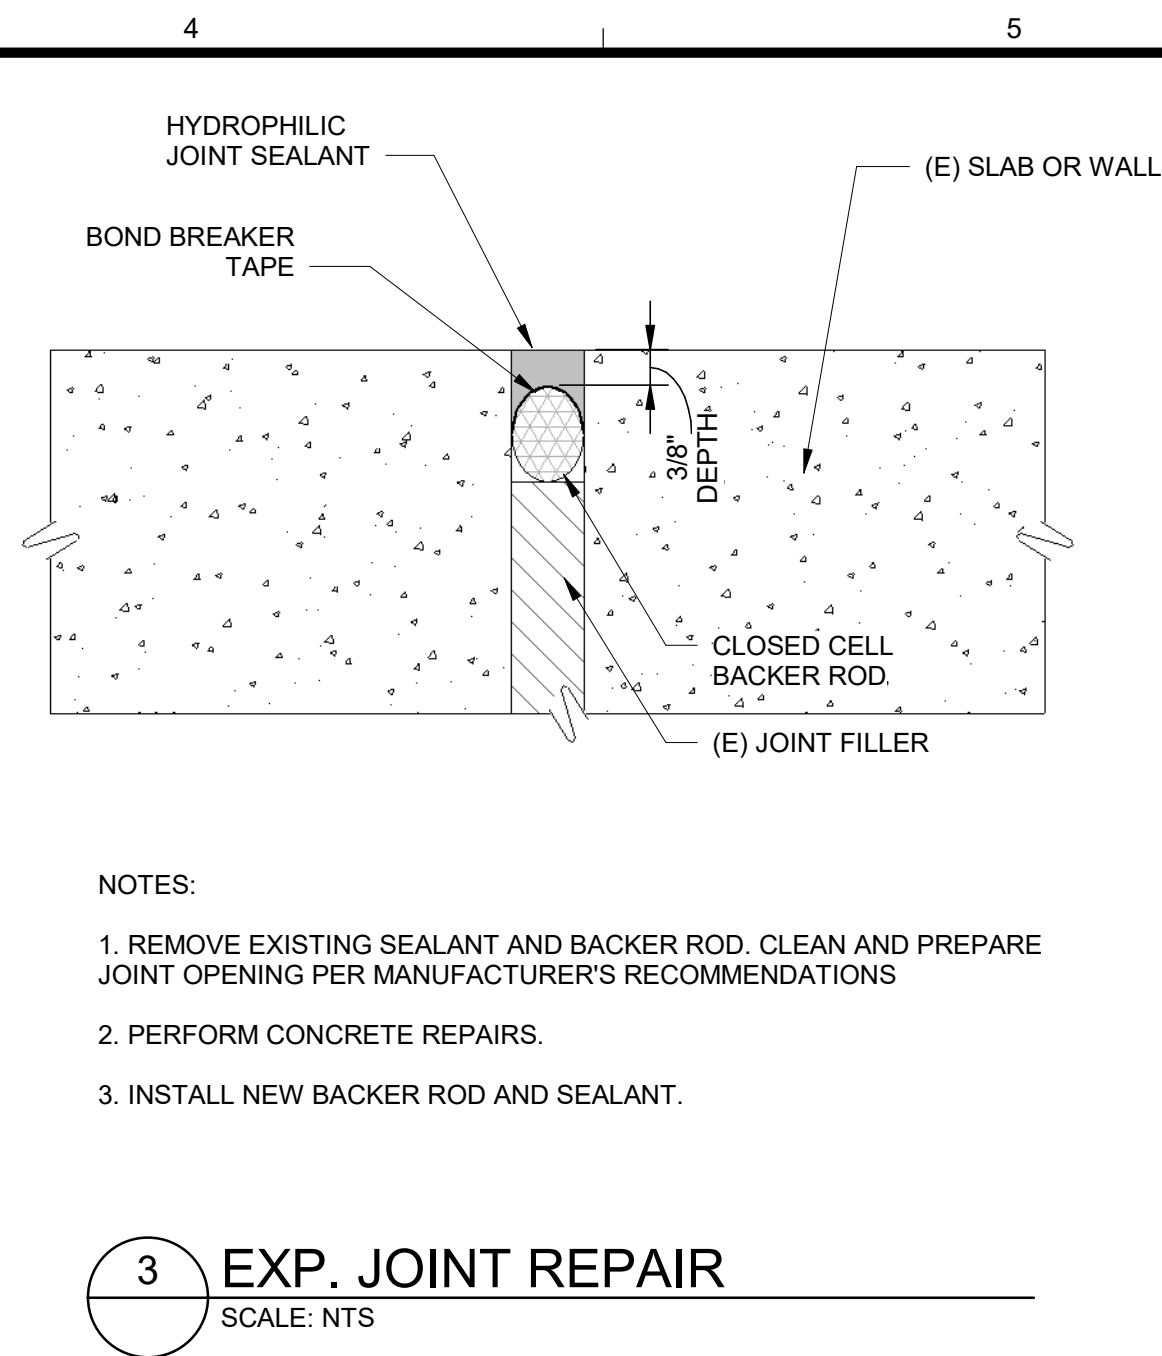 4
5
HYDROPHILIC
JOINT SEALANT
(E) SLAB OR WALL
BOND BREAKER
TAPE
3/8"
DEPTH
CLOSED CELL
BACKER ROD
(E) JOINT FILLER
NOTES:
1. REMOVE EXISTING SEALANT AND BACKER ROD. CLEAN AND PREPARE
JOINT OPENING PER MANUFACTURER'S RECOMMENDATIONS
2. PERFORM CONCRETE REPAIRS.
3. INSTALL NEW BACKER ROD AND SEALANT.
3
EXP. JOINT REPAIR
SCALE: NTS